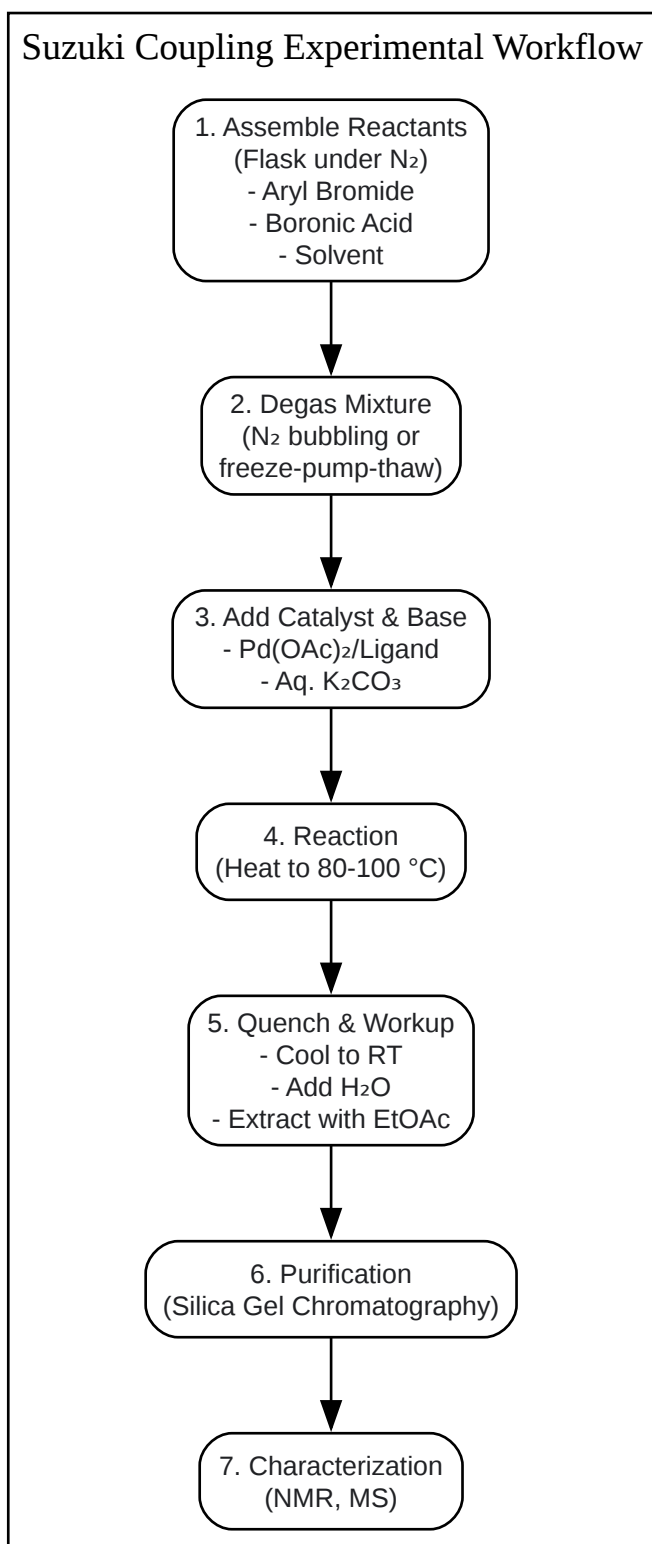 Suzuki Coupling Experimental Workflow
1. Assemble Reactants
(Flask under N₂)
- Aryl Bromide
- Boronic Acid
- Solvent
2. Degas Mixture
(N₂ bubbling or
freeze-pump-thaw)
3. Add Catalyst & Base
- Pd(OAc)₂/Ligand
- Aq. K₂CO₃
4. Reaction
(Heat to 80-100 °C)
5. Quench & Workup
- Cool to RT
- Add H₂O
- Extract with EtOAc
6. Purification
(Silica Gel Chromatography)
7. Characterization
(NMR, MS)